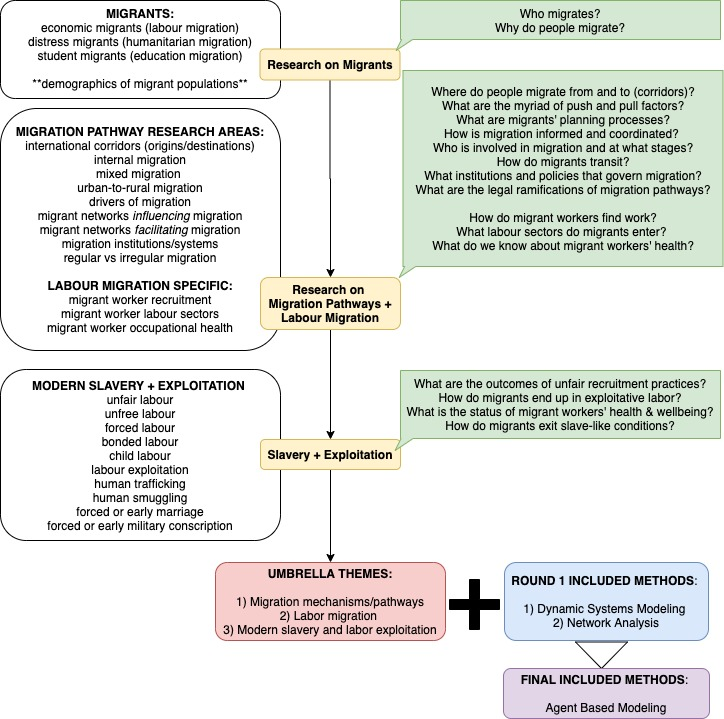 MIGRANTS:
economic migrants (labour migration)
distress migrants (humanitarian migration)
student migrants (education migration)
**demographics of migrant populations**
Research on Migrants
Who migrates?
Why do people migrate?
MIGRATION PATHWAY RESEARCH AREAS:
international corridors (origins/destinations)
internal migration
mixed migration
urban-to-rural migration
drivers of migration
migrant networks influencing migration
migrant networks facilitating migration
migration institutions/systems
regular vs irregular migration
LABOUR MIGRATION SPECIFIC:
migrant worker recruitment
migrant worker labour sectors
migrant worker occupational health
Research on
Migration Pathways +
Labour Migration
Where do people migrate from and to (corridors)?
What are the myriad of push and pull factors?
What are migrants' planning processes?
How is migration informed and coordinated?
Who is involved in migration and at what stages?
How do migrants transit?
What institutions and policies that govern migration?
What are the legal ramifications of migration pathways?
How do migrant workers find work?
What labour sectors do migrants enter?
What do we know about migrant workers' health?
MODERN SLAVERY + EXPLOITATION
unfair labour
unfree labour
forced labour
bonded labour
child labour
labour exploitation
human trafficking
human smuggling
forced or early marriage
forced or early military conscription
Slavery + Exploitation
What are the outcomes of unfair recruitment practices?
How do migrants end up in exploitative labor?
What is the status of migrant workers' health & wellbeing?
How do migrants exit slave-like conditions?
UMBRELLA THEMES:
1) Migration mechanisms/pathways
2) Labor migration
3) Modern slavery and labor exploitation
ROUND 1 INCLUDED METHODS:
1) Dynamic Systems Modeling
2) Network Analysis
FINAL INCLUDED METHODS:
Agent Based Modeling